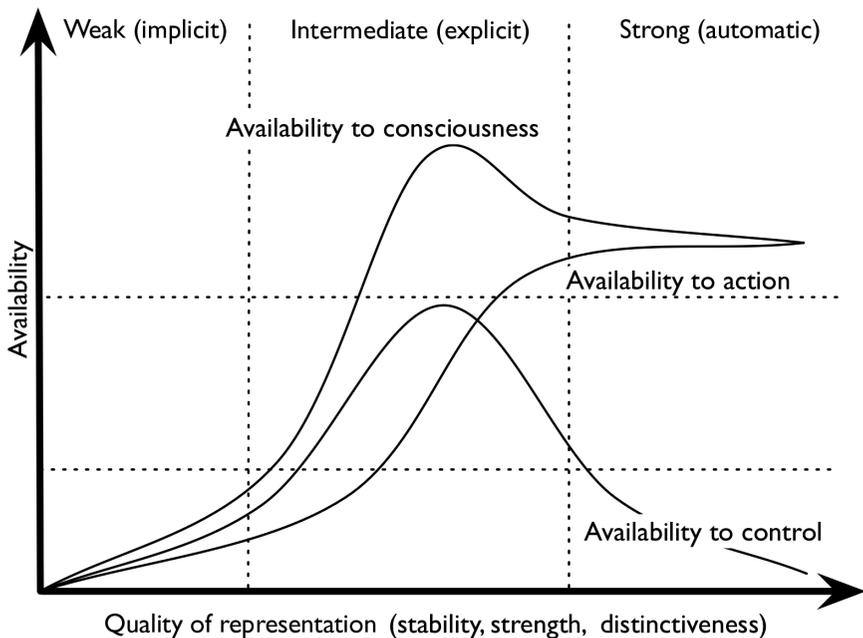 Weak (implicit)
Intermediate (explicit)
Strong (automatic)
Availability to consciousness
Availability
Availability to action
Availability to control
Quality of representation (stability, strength, distinctiveness)